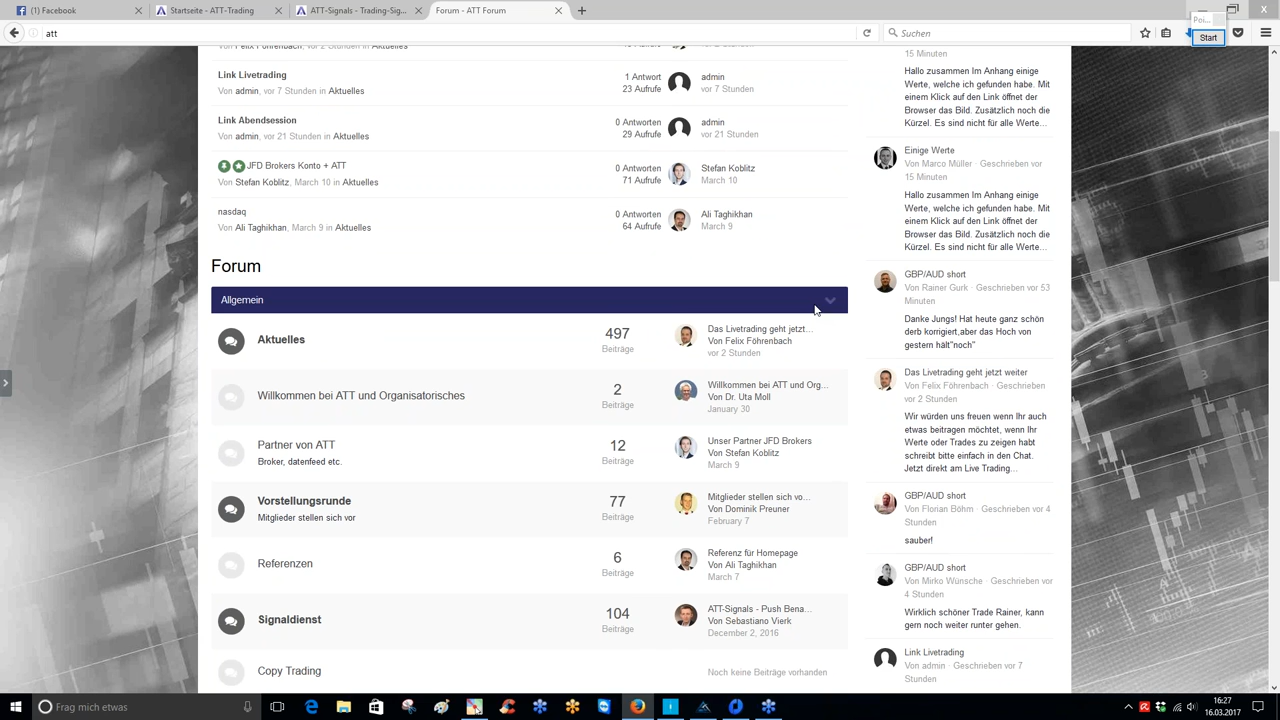 (1) Facebook
Startseite - ATT-Trading
ATT-Signals - Trading-Sig...
Forum - ATT Forum
Poi...
Start
att
Suchen
Link Livetrading
Von admin, vor 7 Stunden in Aktuelles
1 Antwort
23 Aufrufe
admin
vor 7 Stunden
Link Abendsession
Von admin, vor 21 Stunden in Aktuelles
0 Antworten
29 Aufrufe
admin
vor 21 Stunden
JFD Brokers Konto + ATT
Von Stefan Koblitz, March 10 in Aktuelles
0 Antworten
71 Aufrufe
Stefan Koblitz
March 10
nasdaq
Von Ali Taghikhan, March 9 in Aktuelles
0 Antworten
64 Aufrufe
Ali Taghikhan
March 9
Forum
Allgemein
Aktuelles
497
Beiträge
Das Livetrading geht jetzt...
Von Felix Föhrenbach
vor 2 Stunden
Willkommen bei ATT und Organisatorisches
2
Beiträge
Willkommen bei ATT und Org...
Von Dr. Uta Moll
January 30
Partner von ATT
Broker, datenfeed etc.
12
Beiträge
Unser Partner JFD Brokers
Von Stefan Koblitz
March 9
Vorstellungsrunde
Mitglieder stellen sich vor
77
Beiträge
Mitglieder stellen sich vo...
Von Dominik Preuner
February 7
Referenzen
6
Beiträge
Referenz für Homepage
Von Ali Taghikhan
March 7
Signaldienst
104
Beiträge
ATT-Signals - Push Bena...
Von Sebastiano Vierk
December 2, 2016
Copy Trading
Noch keine Beiträge vorhanden
15 Minuten
Hallo zusammen Im Anhang einige
Werte, welche ich gefunden habe. Mit
einem Klick auf den Link öffnet der
Browser das Bild. Zusätzlich noch die
Kürzel. Es sind nicht für alle Werte...
Einige Werte
Von Marco Müller · Geschrieben vor
15 Minuten
Hallo zusammen Im Anhang einige
Werte, welche ich gefunden habe. Mit
einem Klick auf den Link öffnet der
Browser das Bild. Zusätzlich noch die
Kürzel. Es sind nicht für alle Werte...
GBP/AUD short
Von Rainer Gurk · Geschrieben vor 53
Minuten
Danke Jungs! Hat heute ganz schön
derb korrigiert,aber das Hoch von
gestern hält"noch"
Das Livetrading geht jetzt weiter
Von Felix Föhrenbach · Geschrieben
vor 2 Stunden
Wir würden uns freuen wenn Ihr auch
etwas beitragen möchtet, wenn Ihr
Werte oder Trades zu zeigen habt
schreibt bitte einfach in den Chat.
Jetzt direkt am Live Trading...
GBP/AUD short
Von Florian Böhm · Geschrieben vor 4
Stunden
sauber!
GBP/AUD short
Von Mirko Wünsche · Geschrieben vor
4 Stunden
Wirklich schöner Trade Rainer, kann
gern noch weiter runter gehen.
Link Livetrading
Von admin · Geschrieben vor 7
Stunden
Frag mich etwas
16:27
16.03.2017